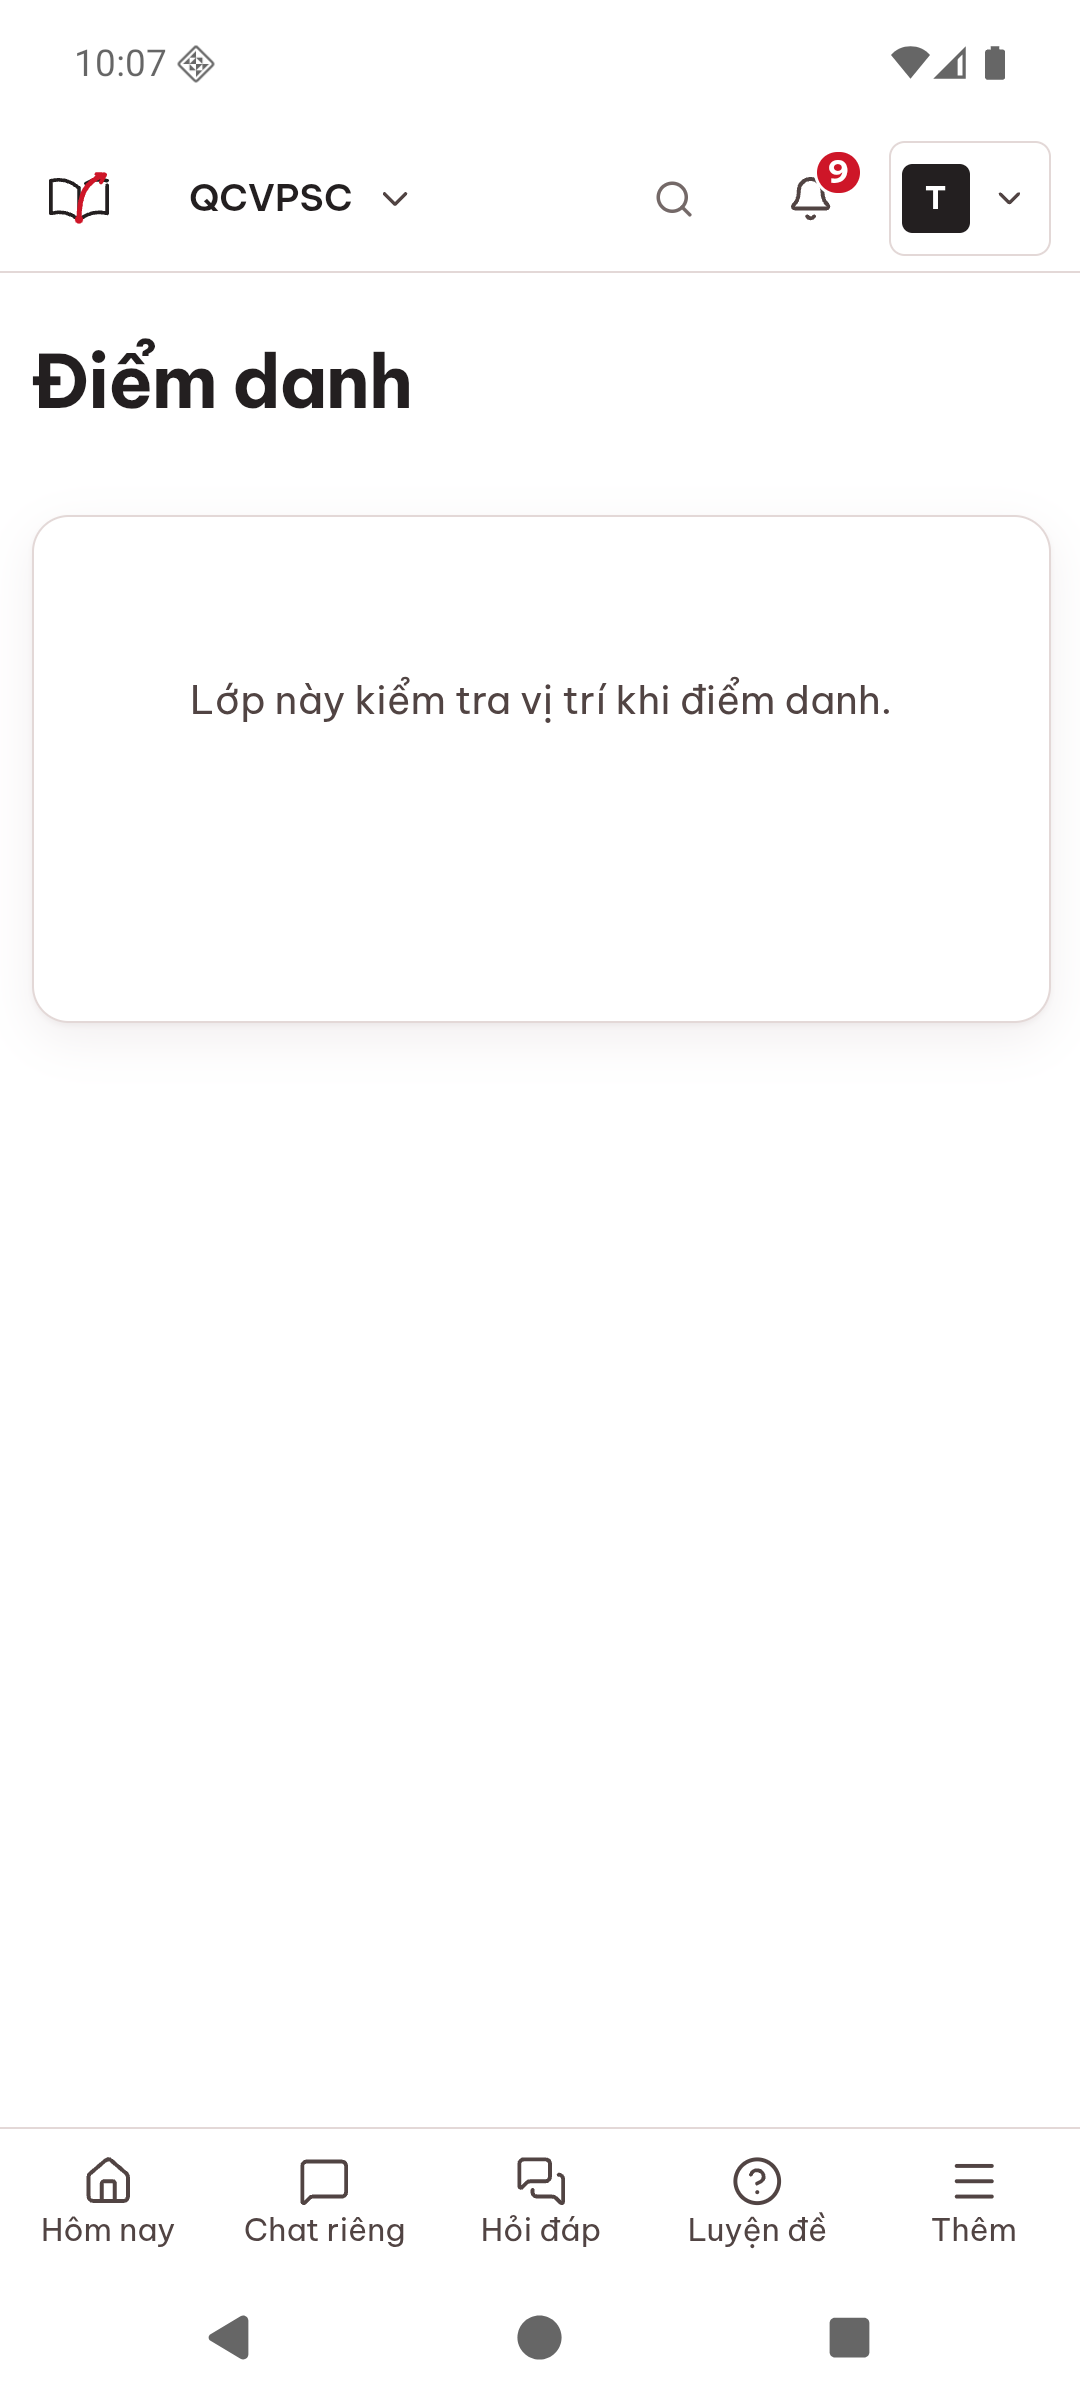 10:07
QCVPSC
9
T
Điểm danh
Lớp này kiểm tra vị trí khi điểm danh.
Hôm nay
Chat riêng
Hỏi đáp
Luyện đề
Thêm